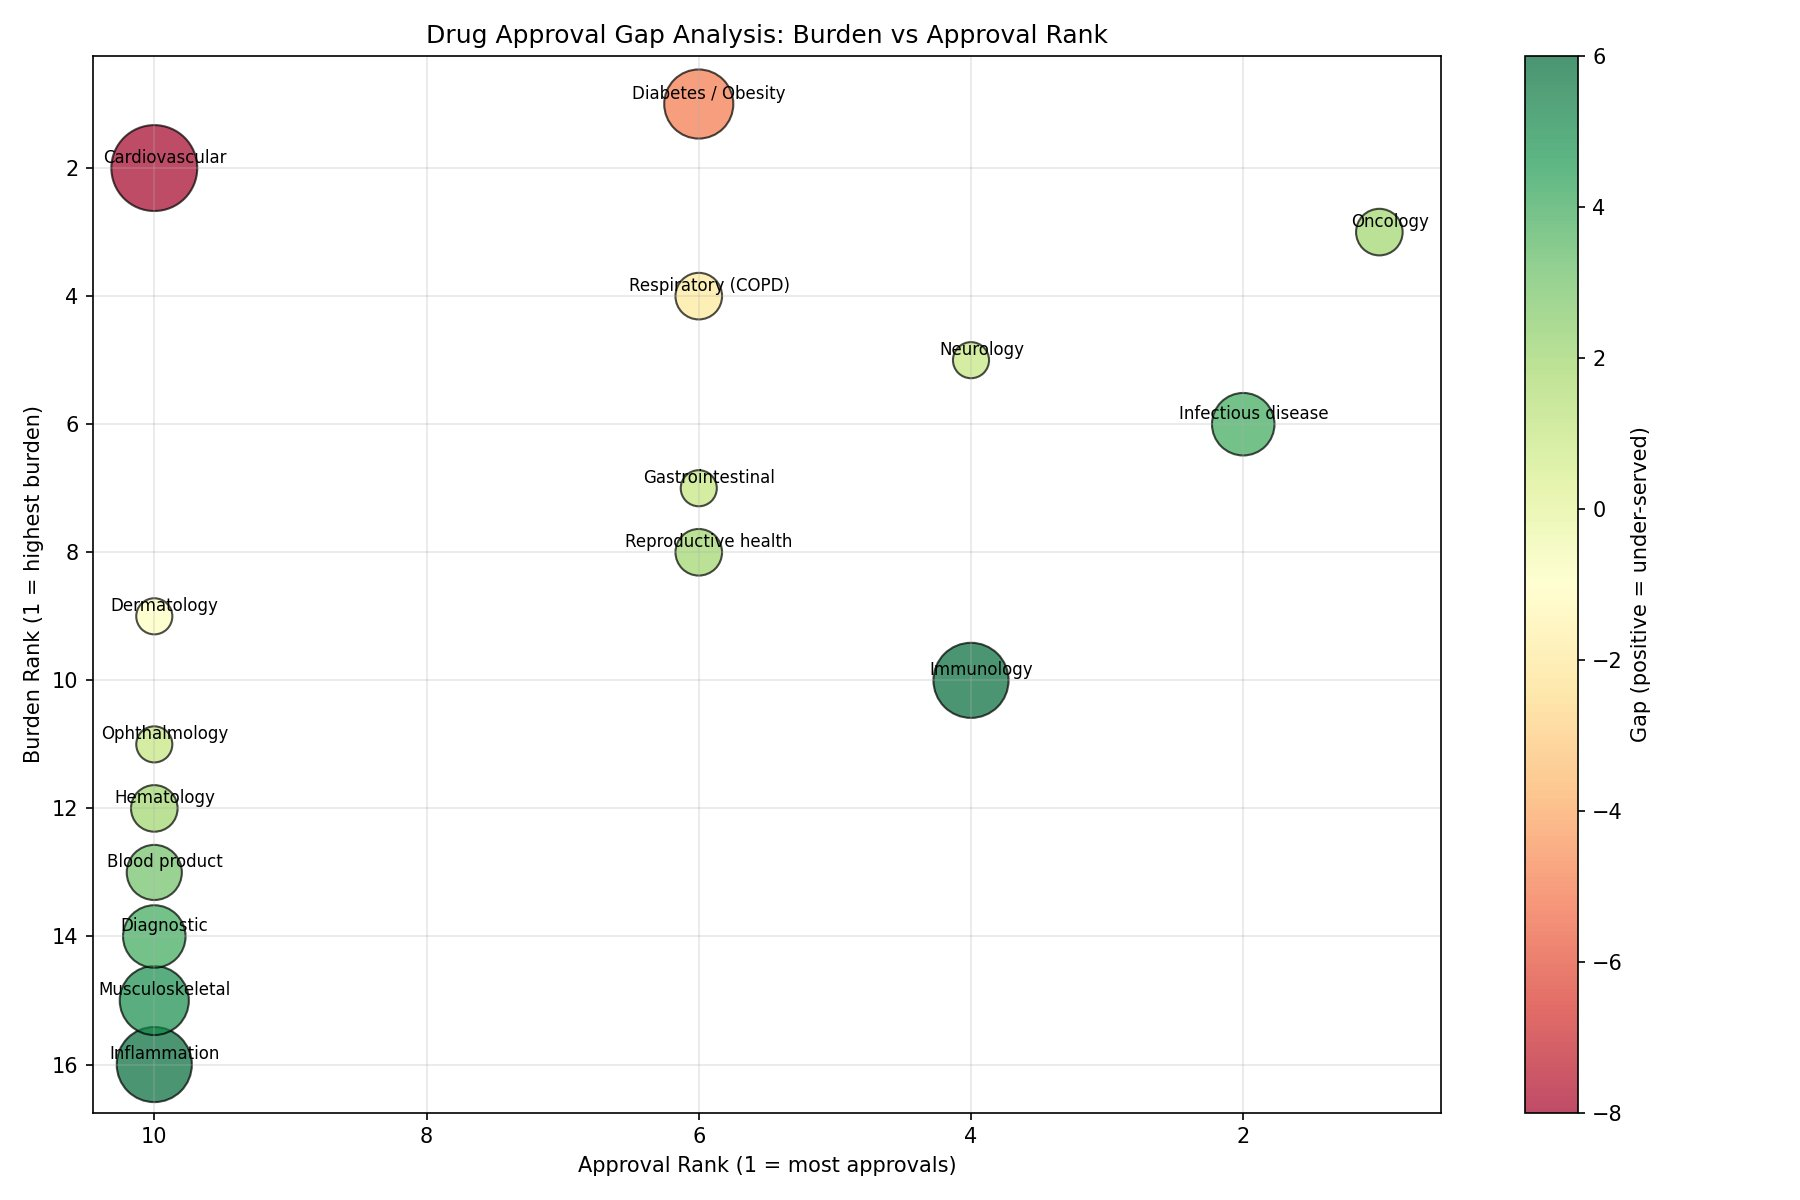 Drug Approval Gap Analysis: Burden vs Approval Rank
Burden Rank (1 = highest burden)
2
4
6
8
10
12
14
16
Diabetes / Obesity
Cardiovascular
Oncology
Respiratory (COPD)
Neurology
Infectious disease
Gastrointestinal
Reproductive health
Dermatology
Immunology
Ophthalmology
Hematology
Blood product
Diagnostic
Musculoskeletal
Inflammation
10 8 6 4 2
Approval Rank (1 = most approvals)
6
4
2
0
−2
−4
−6
−8
Gap (positive = under-served)